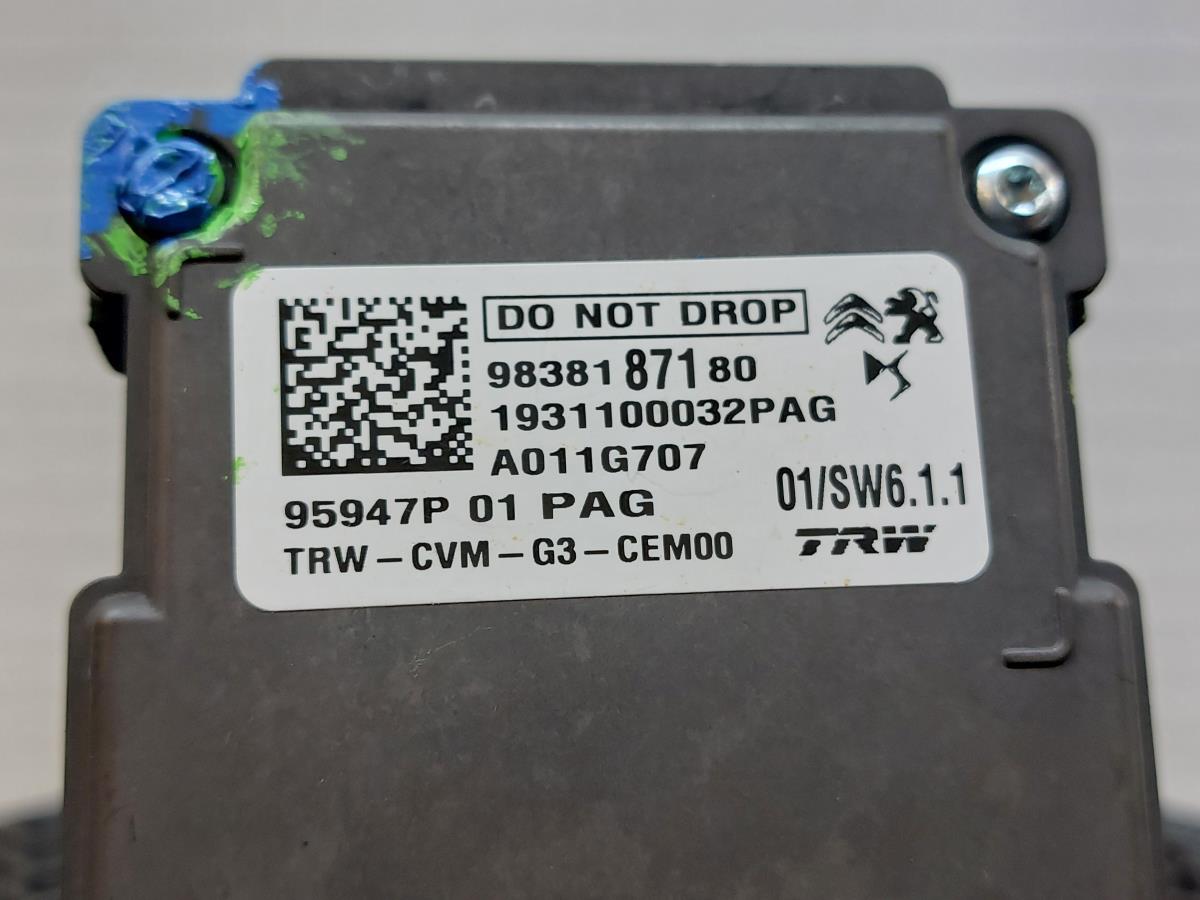 DO NOT DROP
98381 871 80
1931100032PAG
A011G707
95947P 01 PAG
01/SW6.1.1
TRW-CVM-G3-CEM00
TRW